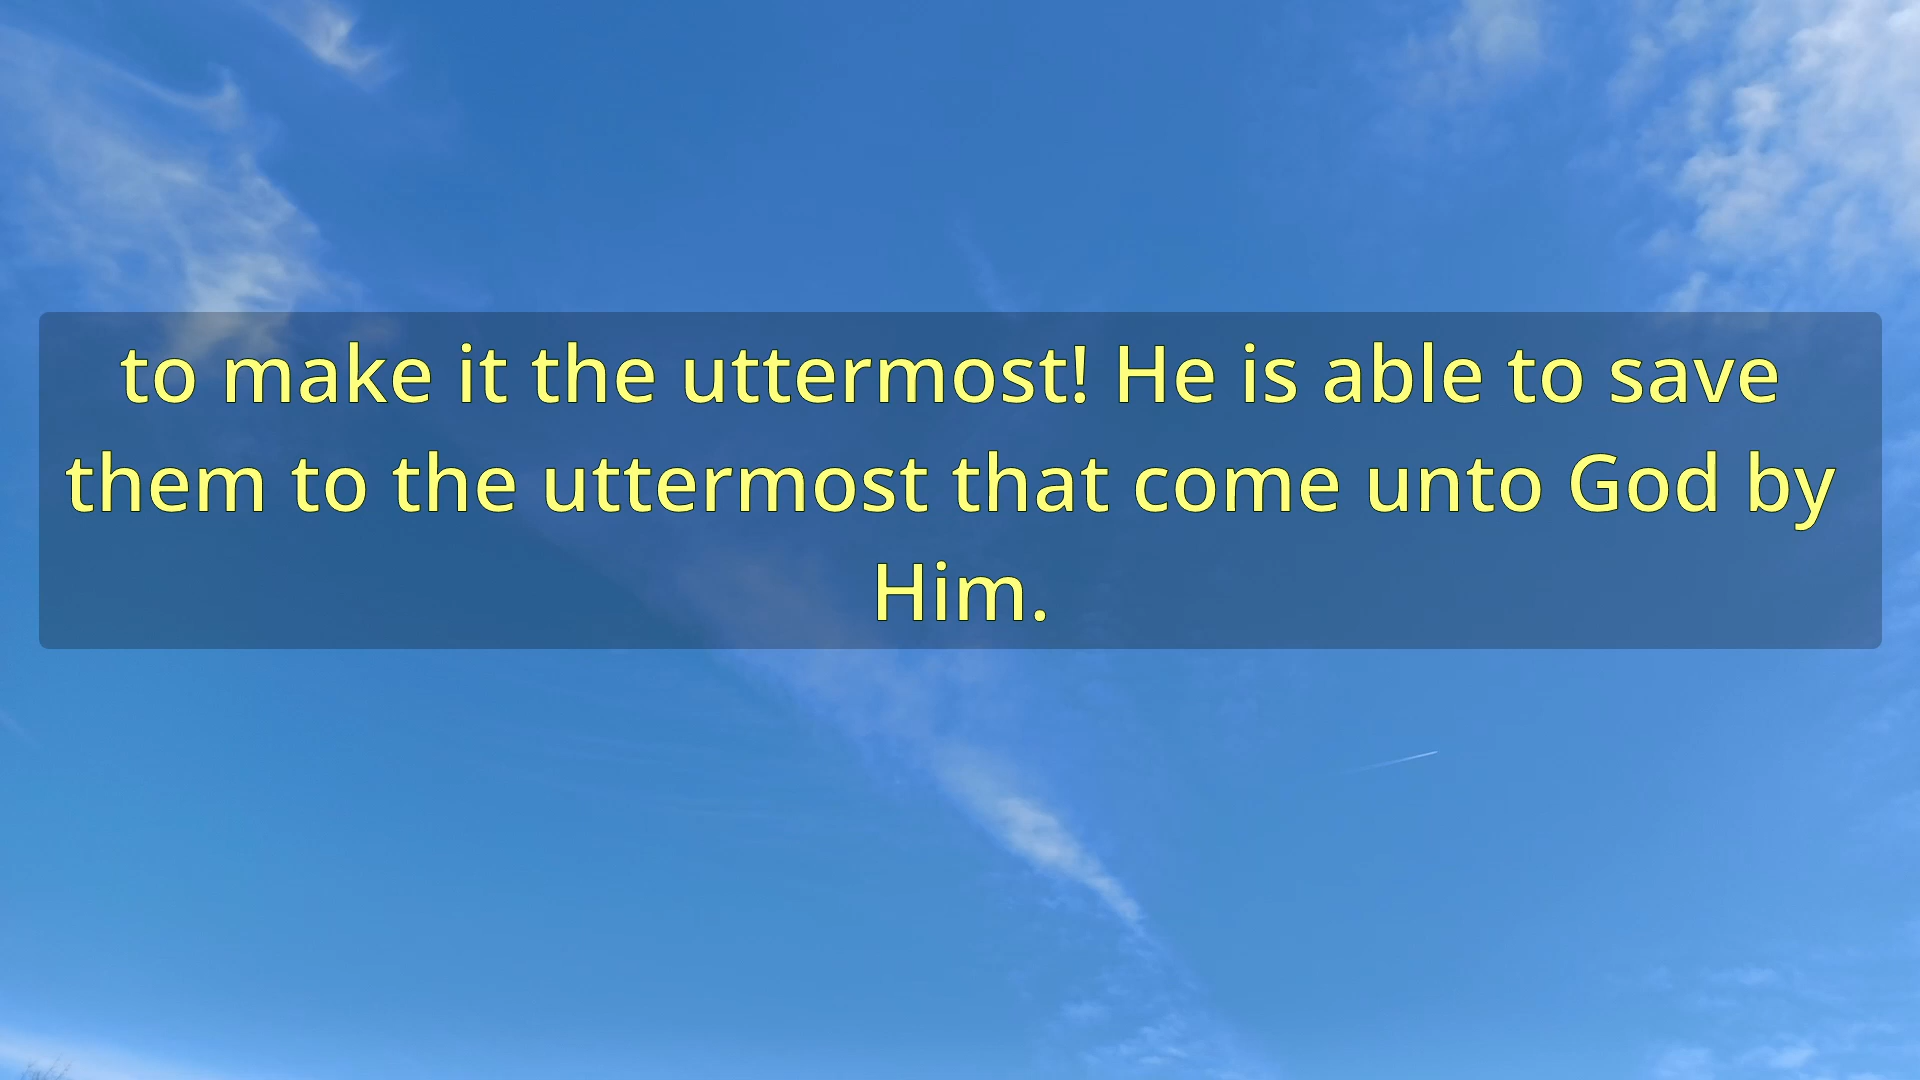 to make it the uttermost! He is able to save
them to the uttermost that come unto God by
Him.